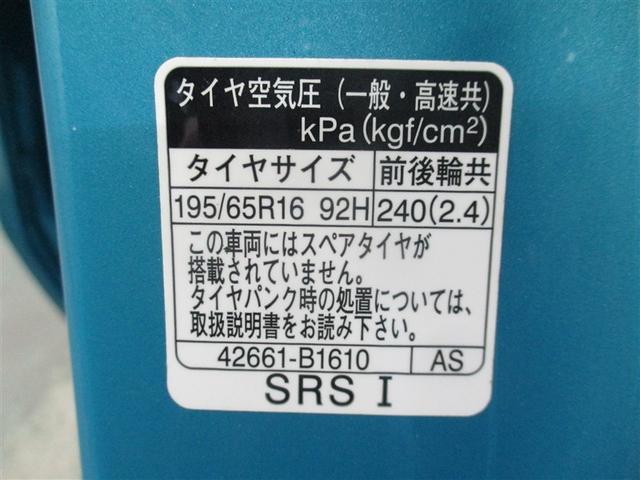 タイヤ空気圧（一般・高速共）
kPa(kgf/cm²)
タイヤサイズ 前後輪共
195/65R16 92H 240(2.4)
この車両にはスペアタイヤが
搭載されていません。
タイヤパンク時の処置については、
取扱説明書をお読み下さい。
42661-B1610 AS
SRS I